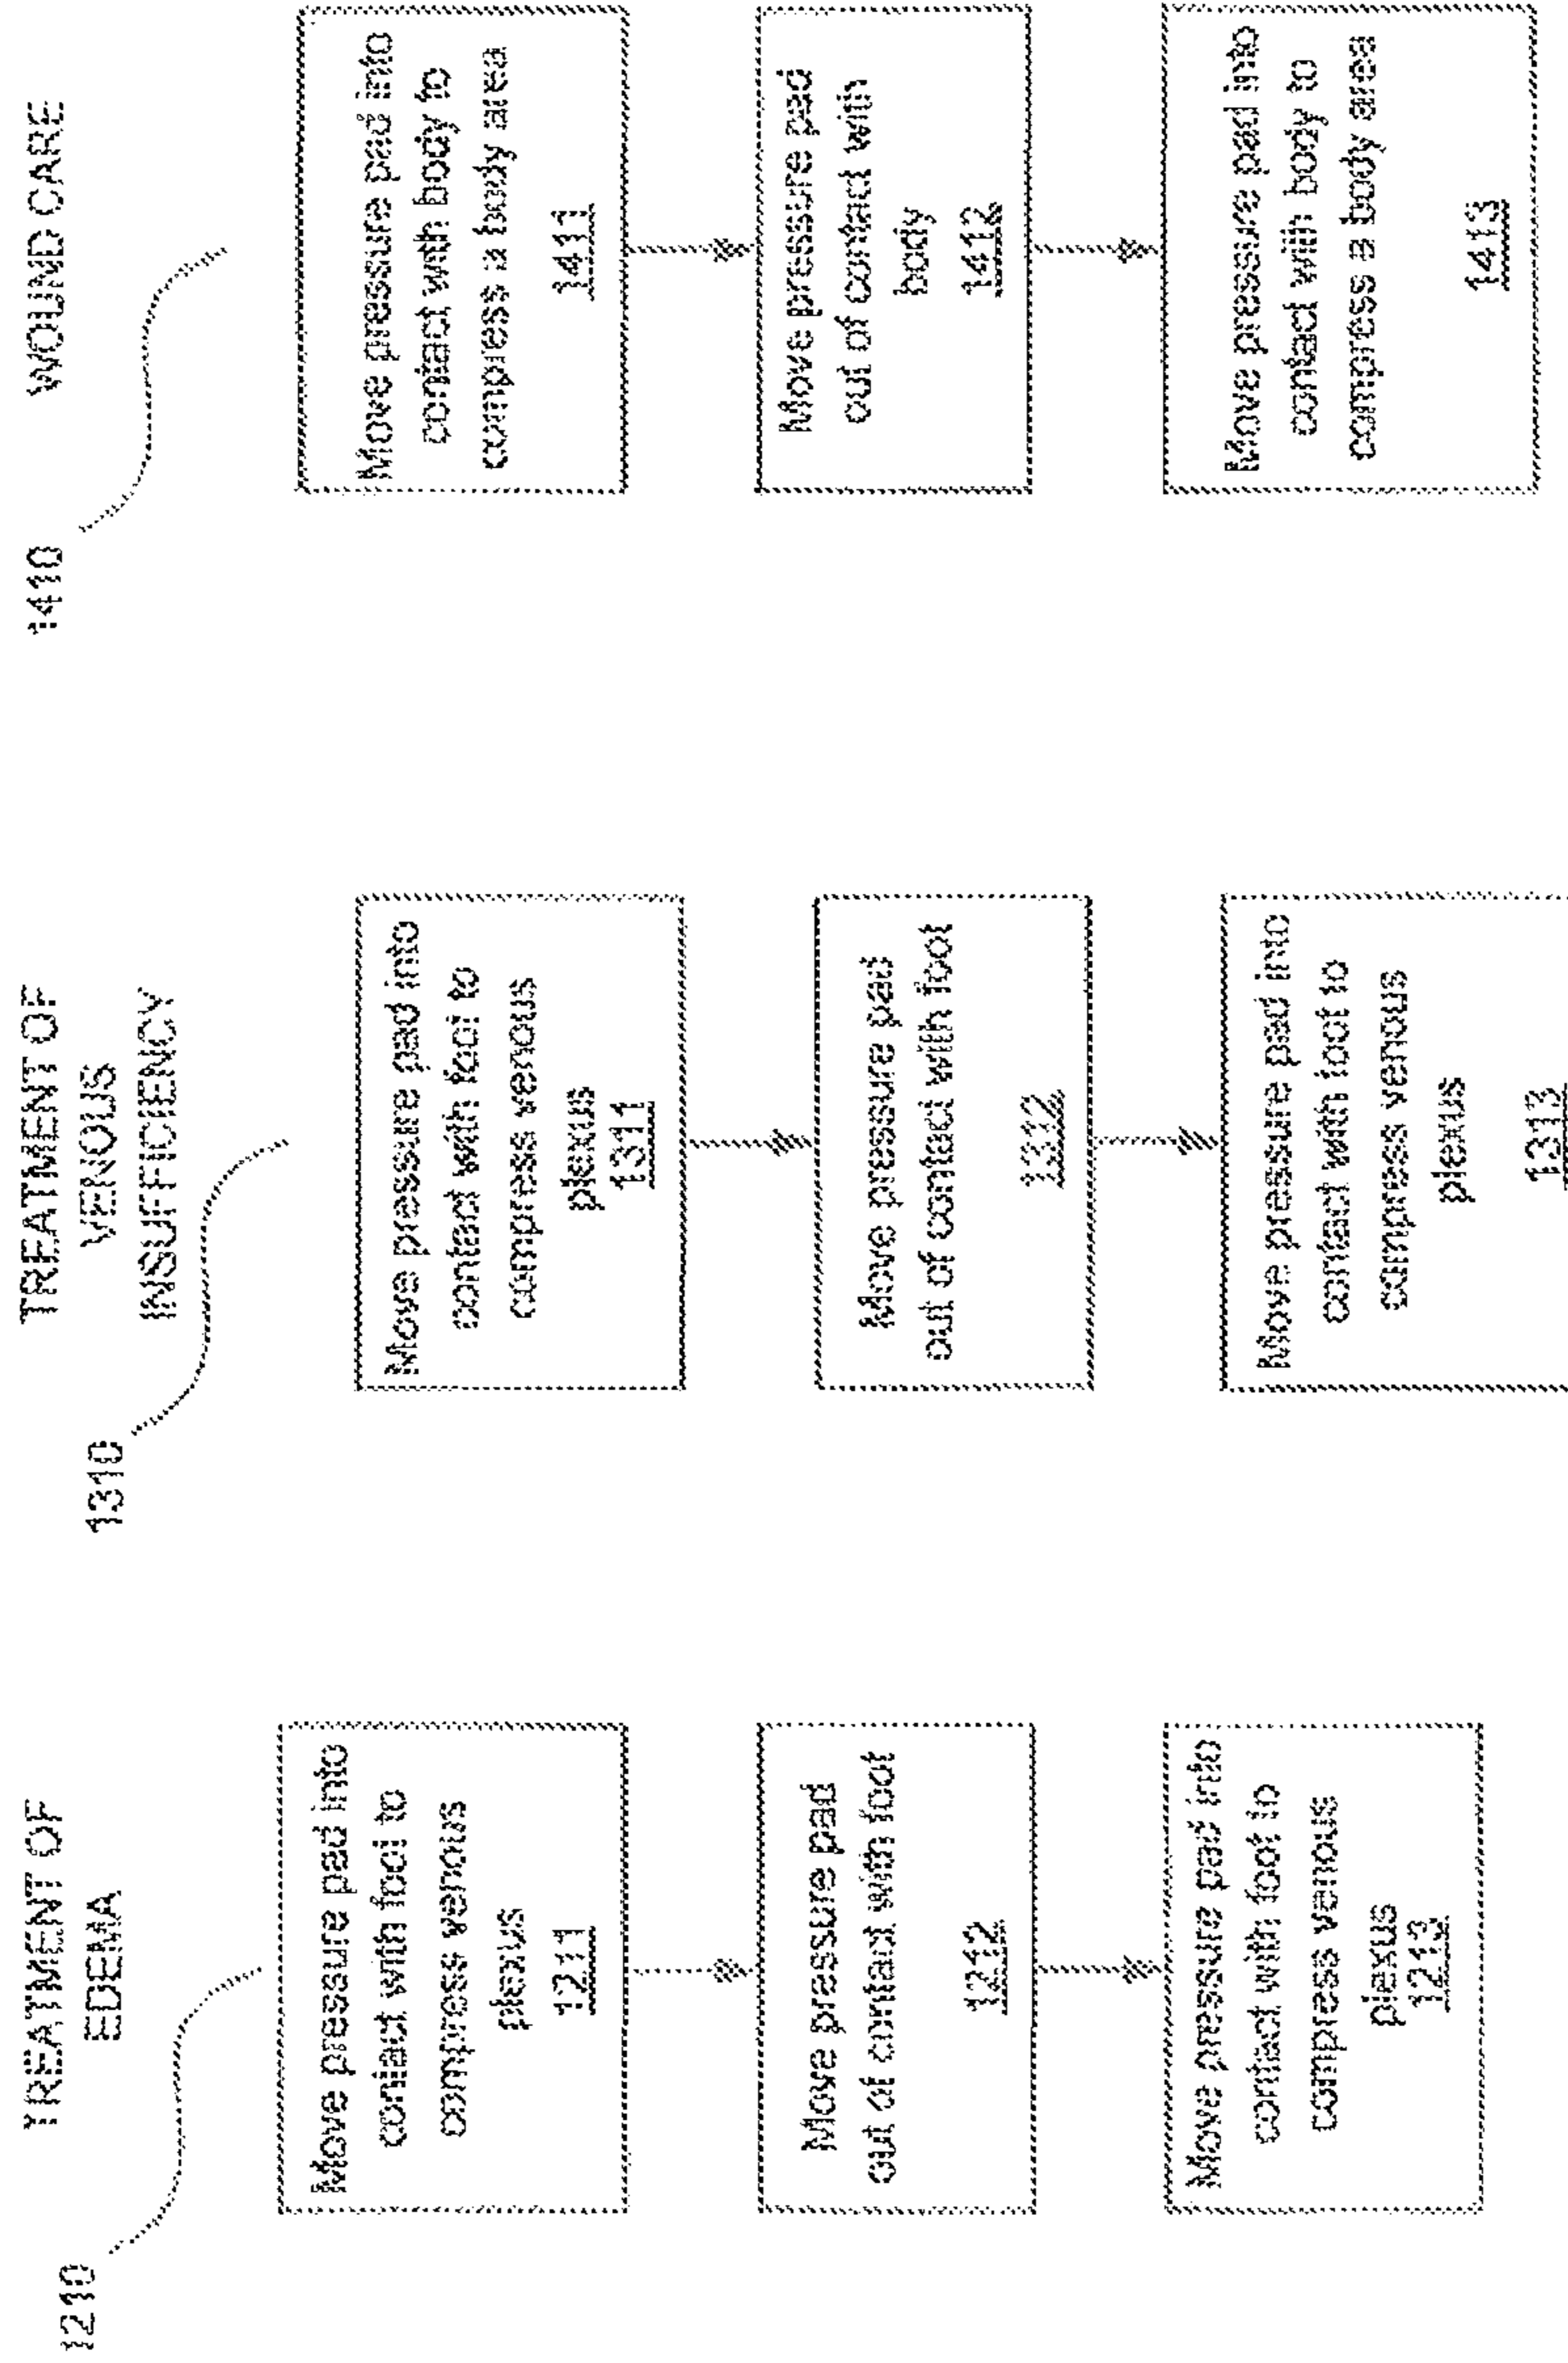 TREATMENT OF
EDEMA
1210
Move pressure pad into
contact with foot to
compress venous
plexus
1211
Move pressure pad
out of contact with foot
1212
Move pressure pad into
contact with foot to
compress venous
plexus
1213
TREATMENT OF
VENOUS
INSUFFICIENCY
1310
Move pressure pad into
contact with foot to
compress venous
plexus
1311
Move pressure pad
out of contact with foot
1312
Move pressure pad into
contact with foot to
compress venous
plexus
1313
WOUND CARE
1410
Move pressure pad into
contact with body to
compress a body area
1411
Move pressure pad
out of contact with
body
1412
Move pressure pad into
contact with body to
compress a body area
1413